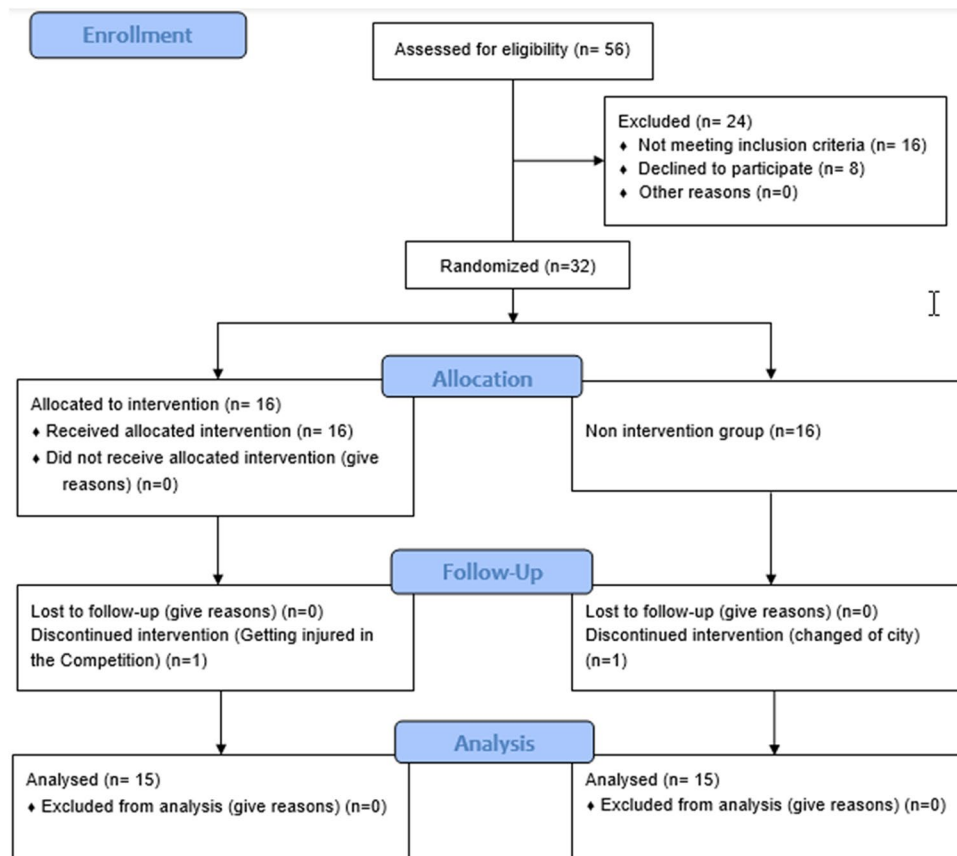 Enrollment
Assessed for eligibility (n= 56)
Excluded (n= 24)
♦ Not meeting inclusion criteria (n= 16)
♦ Declined to participate (n= 8)
♦ Other reasons (n=0)
Randomized (n=32)
Allocation
Allocated to intervention (n= 16)
♦ Received allocated intervention (n= 16)
♦ Did not receive allocated intervention (give
reasons) (n=0)
Non intervention group (n=16)
Follow-Up
Lost to follow-up (give reasons) (n=0)
Discontinued intervention (Getting injured in
the Competition) (n=1)
Lost to follow-up (give reasons) (n=0)
Discontinued intervention (changed of city)
(n=1)
Analysis
Analysed (n= 15)
♦ Excluded from analysis (give reasons) (n=0)
Analysed (n= 15)
♦ Excluded from analysis (give reasons) (n=0)